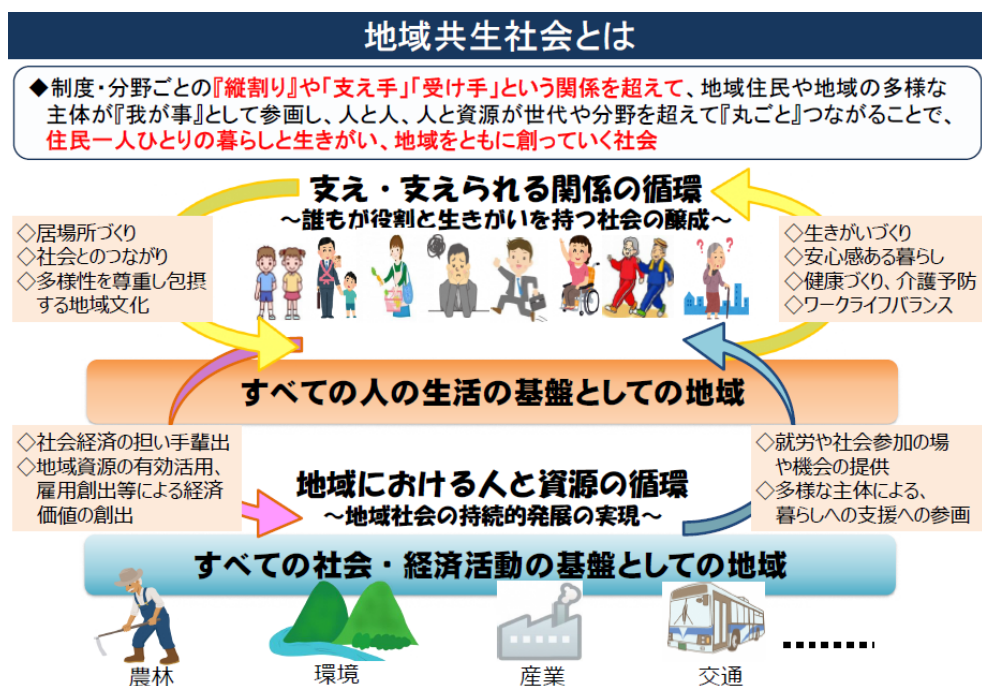 地域共生社会とは
◆制度・分野ごとの『縦割り』や「支え手」「受け手」という関係を超えて、地域住民や地域の多様な
主体が『我が事』として参画し、人と人、人と資源が世代や分野を超えて『丸ごと』つながることで、
住民一人ひとりの暮らしと生きがい、地域をともに創っていく社会
支え・支えられる関係の循環
～誰もが役割と生きがいを持つ社会の醸成～
◇居場所づくり
◇社会とのつながり
◇多様性を尊重し包摂
する地域文化
◇生きがいづくり
◇安心感ある暮らし
◇健康づくり、介護予防
◇ワークライフバランス
? ?
すべての人の生活の基盤としての地域
◇社会経済の担い手輩出
◇地域資源の有効活用、
雇用創出等による経済
価値の創出
地域における人と資源の循環
～地域社会の持続的発展の実現～
◇就労や社会参加の場
や機会の提供
◇多様な主体による、
暮らしへの支援への参画
すべての社会・経済活動の基盤としての地域
農林
環境
産業
交通
………